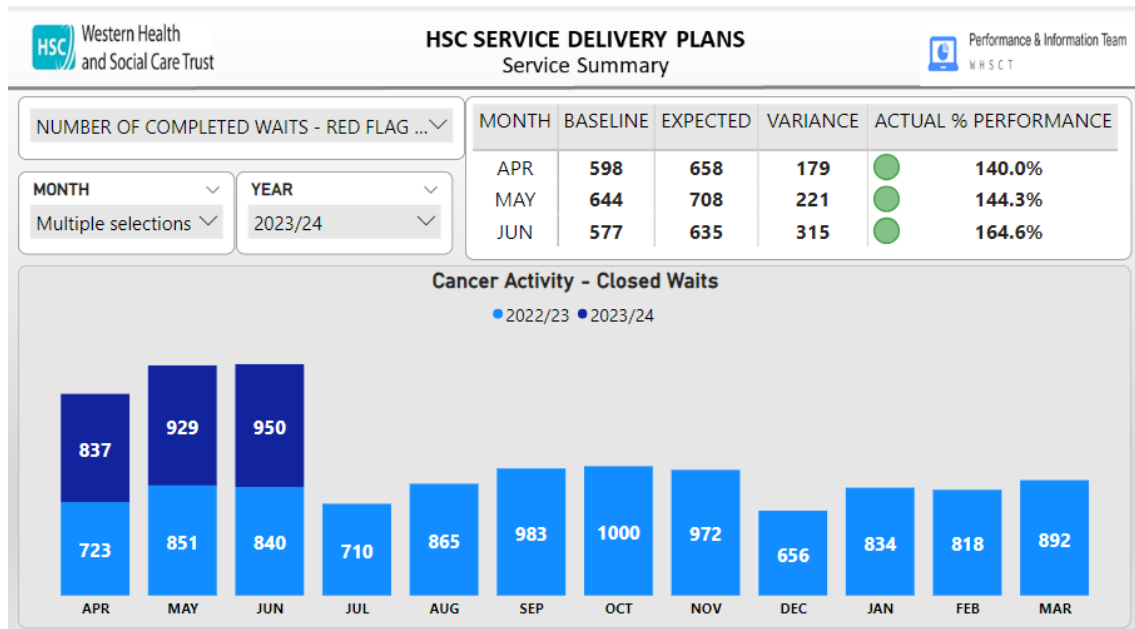 HSC
Western Health
and Social Care Trust
HSC SERVICE DELIVERY PLANS
Service Summary
Performance & Information Team
WHSCT
NUMBER OF COMPLETED WAITS - RED FLAG ...
MONTH
Multiple selections
YEAR
2023/24
MONTH BASELINE EXPECTED VARIANCE ACTUAL % PERFORMANCE
APR 598 658 179 140.0%
MAY 644 708 221 144.3%
JUN 577 635 315 164.6%
Cancer Activity - Closed Waits
2022/23 2023/24
837 929 950
723 851 840 710 865 983 1000 972 656 834 818 892
APR MAY JUN JUL AUG SEP OCT NOV DEC JAN FEB MAR